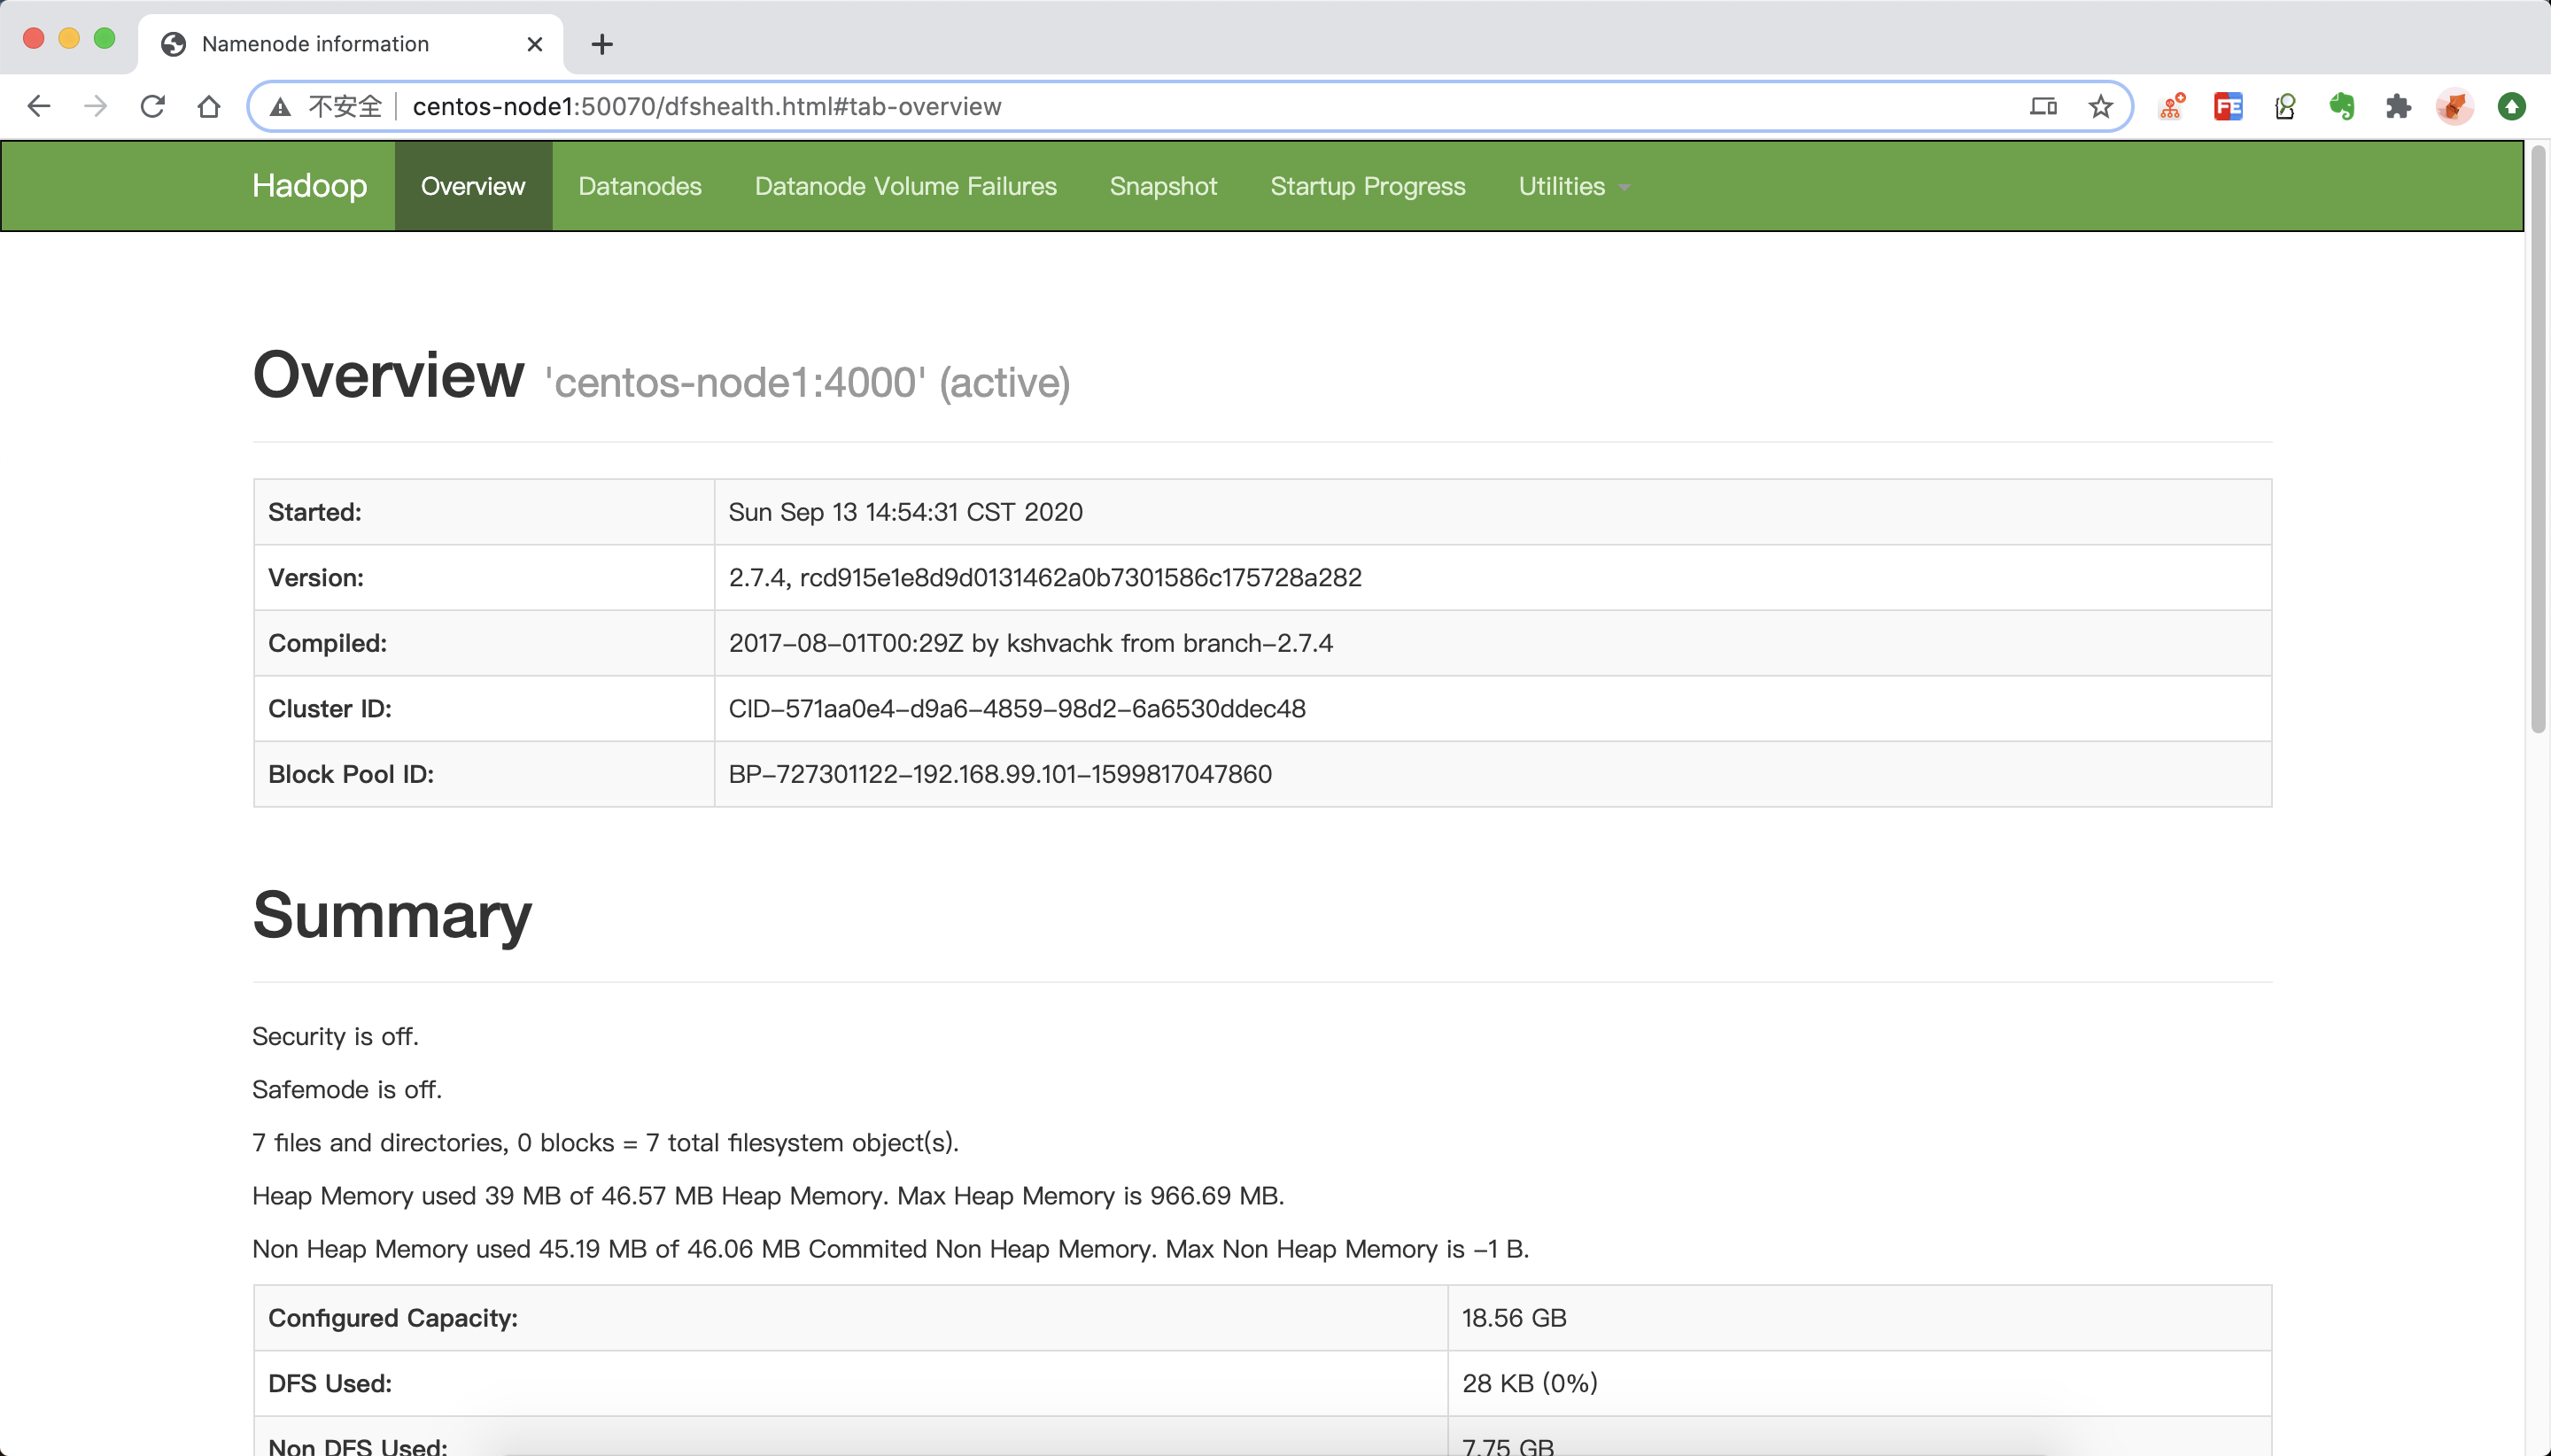 Namenode information
不安全 centos-node1:50070/dfshealth.html#tab-overview
FE
Hadoop Overview Datanodes Datanode Volume Failures Snapshot Startup Progress Utilities
Overview 'centos-node1:4000' (active)
Started: Sun Sep 13 14:54:31 CST 2020
Version: 2.7.4, rcd915e1e8d9d0131462a0b7301586c175728a282
Compiled: 2017-08-01T00:29Z by kshvachk from branch-2.7.4
Cluster ID: CID-571aa0e4-d9a6-4859-98d2-6a6530ddec48
Block Pool ID: BP-727301122-192.168.99.101-1599817047860
Summary
Security is off.
Safemode is off.
7 files and directories, 0 blocks = 7 total filesystem object(s).
Heap Memory used 39 MB of 46.57 MB Heap Memory. Max Heap Memory is 966.69 MB.
Non Heap Memory used 45.19 MB of 46.06 MB Commited Non Heap Memory. Max Non Heap Memory is -1 B.
Configured Capacity: 18.56 GB
DFS Used: 28 KB (0%)
Non DFS Used: 7.75 GB